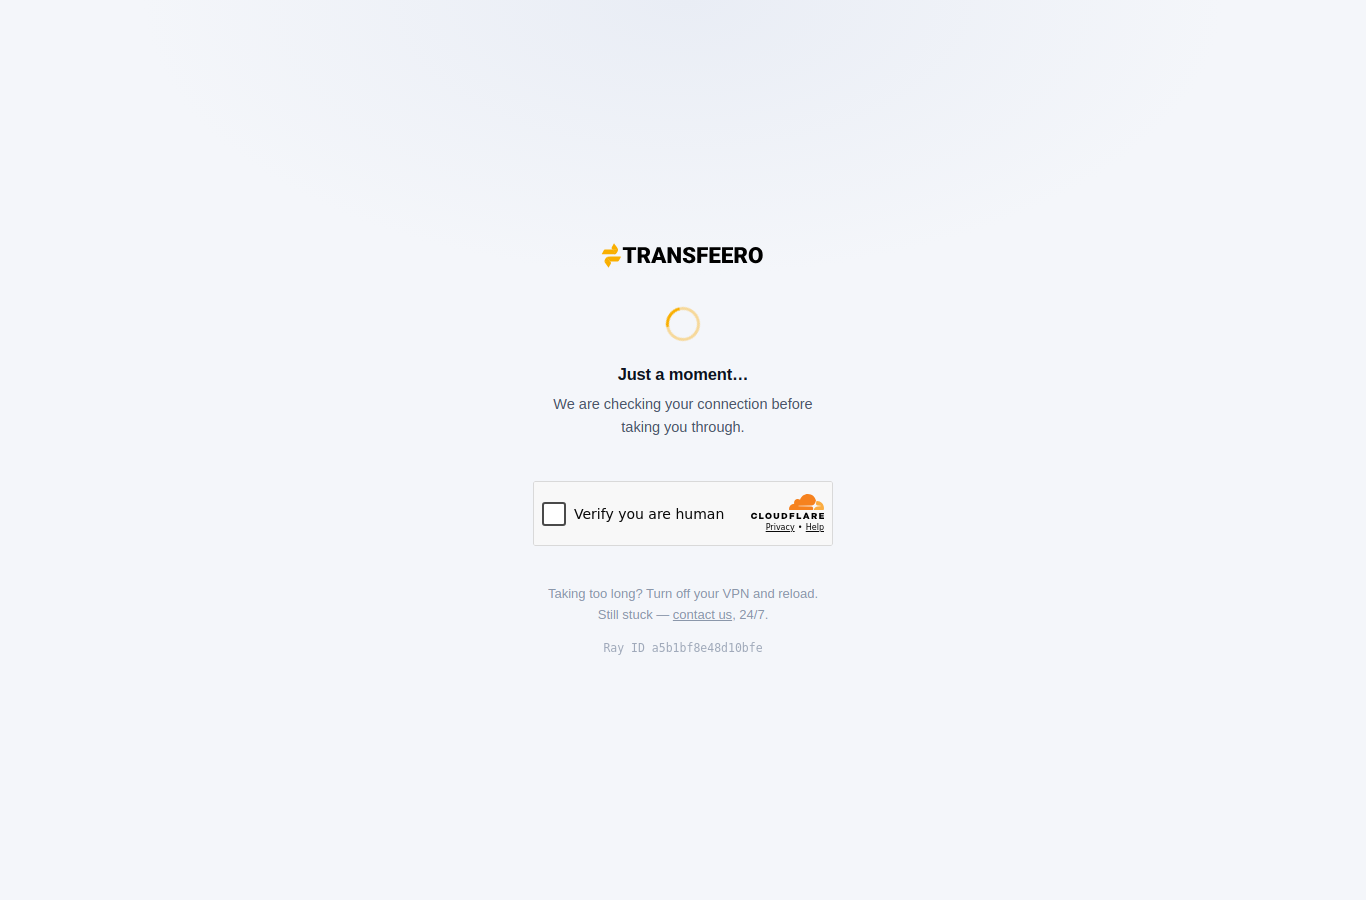 TRANSFEERO
Just a moment…
We are checking your connection before
taking you through.
Verify you are human
CLOUDFLARE
Privacy • Help
Taking too long? Turn off your VPN and reload.
Still stuck — contact us, 24/7.
Ray ID a5b1bf8e48d10bfe